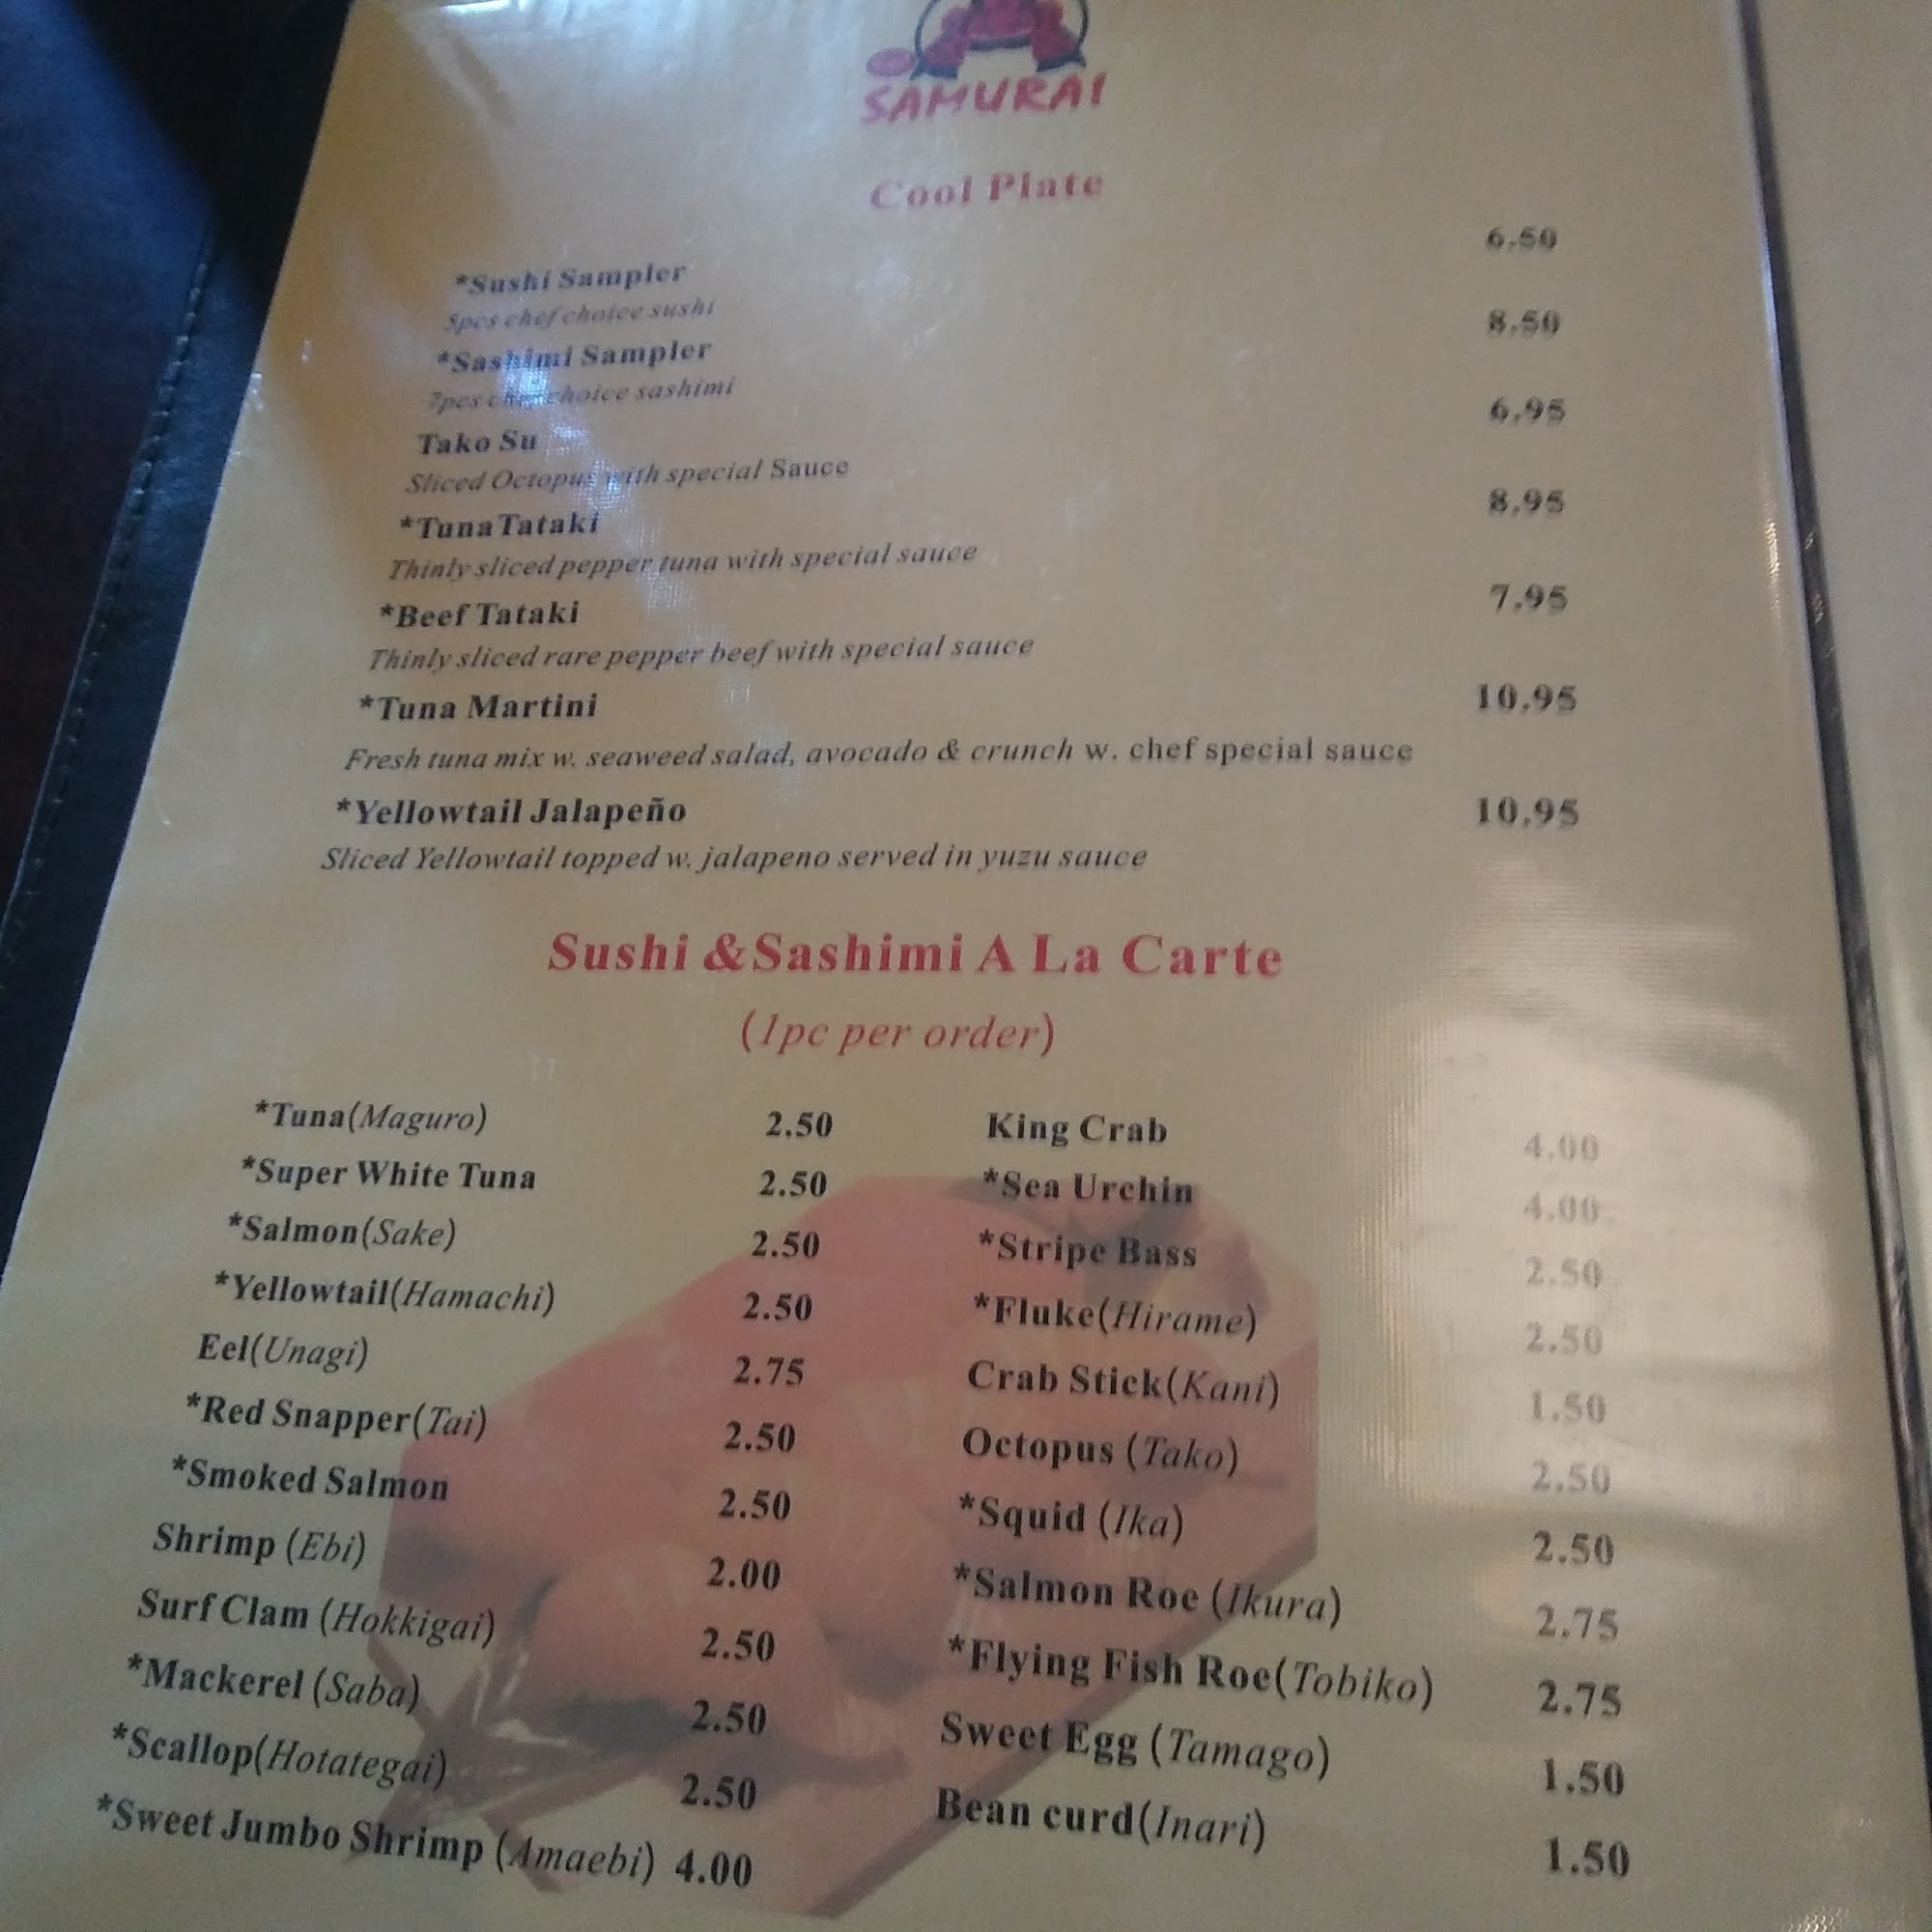 SAMURAI
Cool Plate
*Sushi Sampler 6.50
5pcs chef choice sushi
*Sashimi Sampler 8.50
7pcs chef choice sashimi
Tako Su 6.95
Sliced Octopus with special Sauce
*Tuna Tataki 8.95
Thinly sliced pepper tuna with special sauce
*Beef Tataki 7.95
Thinly sliced rare pepper beef with special sauce
*Tuna Martini 10.95
Fresh tuna mix w. seaweed salad, avocado & crunch w. chef special sauce
*Yellowtail Jalapeño 10.95
Sliced Yellowtail topped w. jalapeno served in yuzu sauce
Sushi &Sashimi A La Carte
(1pc per order)
*Tuna(Maguro) 2.50
*Super White Tuna 2.50
*Salmon(Sake) 2.50
*Yellowtail(Hamachi) 2.50
Eel(Unagi) 2.75
*Red Snapper(Tai) 2.50
*Smoked Salmon 2.50
Shrimp (Ebi) 2.00
Surf Clam (Hokkigai) 2.50
*Mackerel (Saba) 2.50
*Scallop(Hotategai) 2.50
*Sweet Jumbo Shrimp (Amaebi) 4.00
King Crab 4.00
*Sea Urchin 4.00
*Stripe Bass 2.50
*Fluke(Hirame) 2.50
Crab Stick(Kani) 1.50
Octopus (Tako) 2.50
*Squid (Ika) 2.50
*Salmon Roe (Ikura) 2.75
*Flying Fish Roe(Tobiko) 2.75
Sweet Egg (Tamago) 1.50
Bean curd(Inari) 1.50